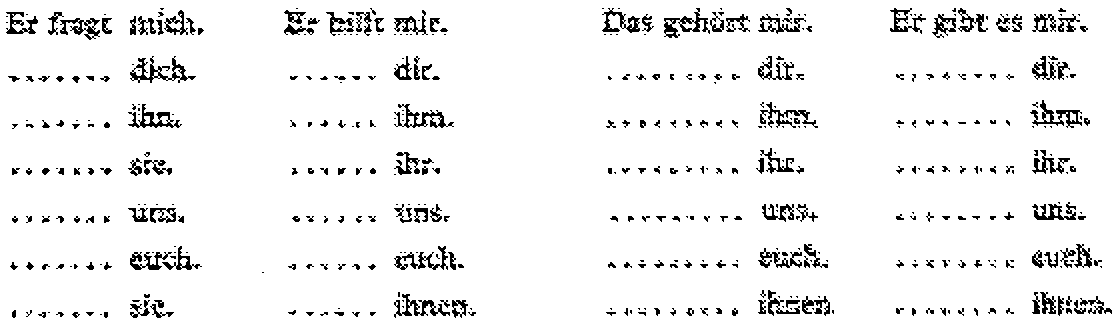 Er fragt mich. Er hilft mir. Das gehört mir. Er gibt es mir.
....... dich. ...... dir. ......... dir. ........ dir.
....... ihn. ...... ihm. ......... ihm. ........ ihm.
....... sie. ...... ihr. ......... ihr. ........ ihr.
....... uns. ...... uns. ......... uns. ........ uns.
....... euch. ...... euch. ......... euch. ........ euch.
....... sie. ...... ihnen. ......... ihnen. ........ ihnen.